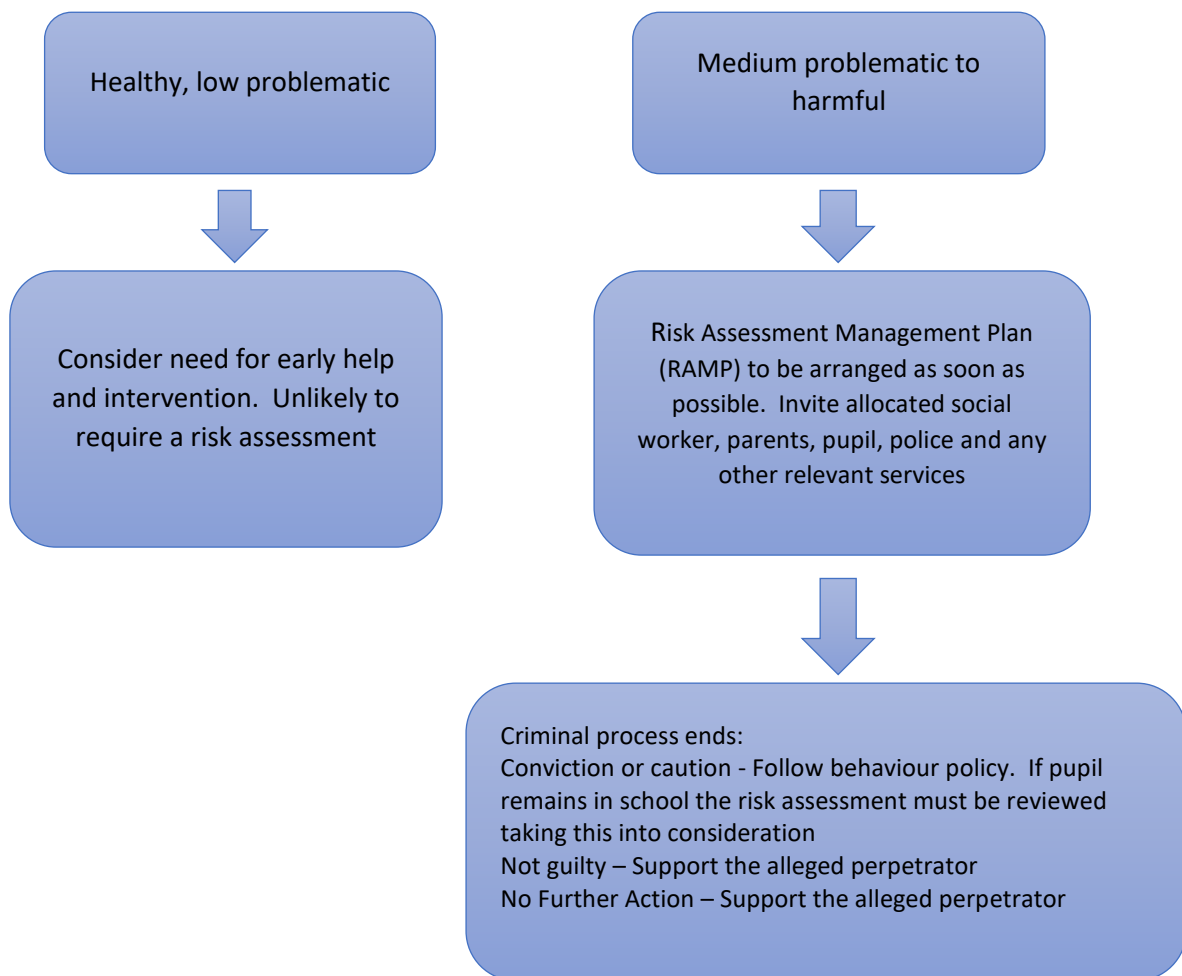 Healthy, low problematic
Medium problematic to
harmful
Consider need for early help
and intervention.  Unlikely to
require a risk assessment
Risk Assessment Management Plan
(RAMP) to be arranged as soon as
possible.  Invite allocated social
worker, parents, pupil, police and any
other relevant services
Criminal process ends:
Conviction or caution - Follow behaviour policy.  If pupil
remains in school the risk assessment must be reviewed
taking this into consideration
Not guilty – Support the alleged perpetrator
No Further Action – Support the alleged perpetrator